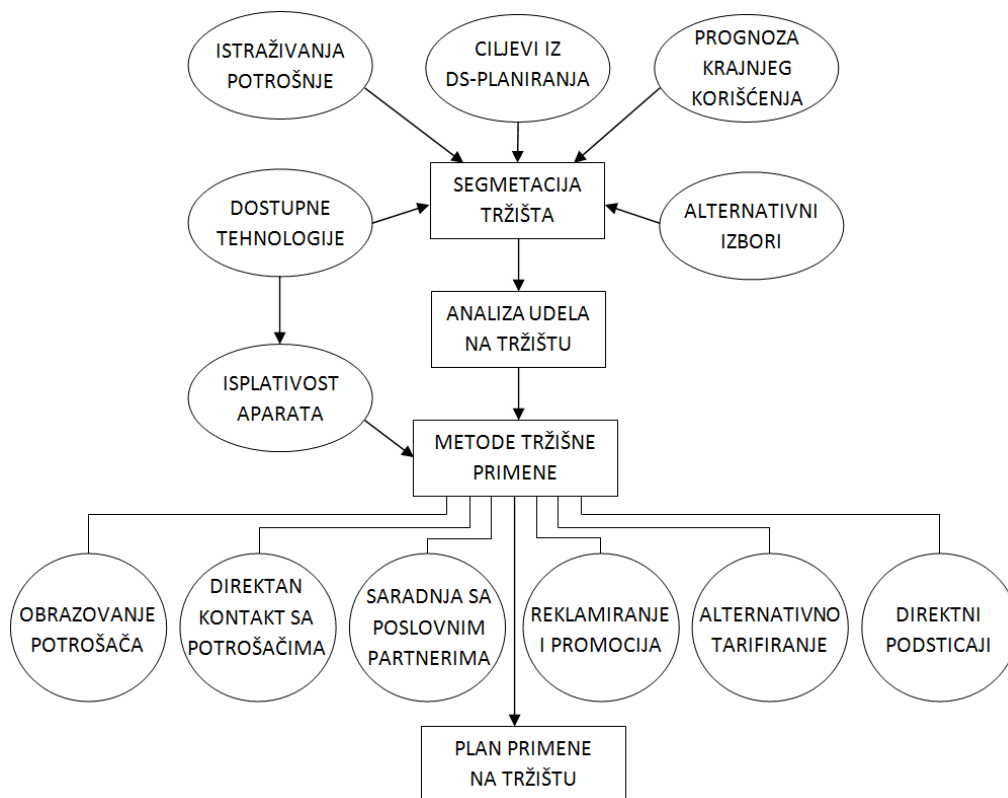 ISTRAŽIVANJA
POTROŠNJE
CILJEVI IZ
DS-PLANIRANJA
PROGNOZA
KRAJNJEG
KORIŠĆENJA
DOSTUPNE
TEHNOLOGIJE
SEGMETACIJA
TRŽIŠTA
ALTERNATIVNI
IZBORI
ANALIZA UDELA
NA TRŽIŠTU
ISPLATIVOST
APARATA
METODE TRŽIŠNE
PRIMENE
OBRAZOVANJE
POTROŠAČA
DIREKTAN
KONTAKT SA
POTROŠAČIMA
SARADNJA SA
POSLOVNIM
PARTNERIMA
REKLAMIRANJE
I PROMOCIJA
ALTERNATIVNO
TARIFIRANJE
DIREKTNI
PODSTICAJI
PLAN PRIMENE
NA TRŽIŠTU